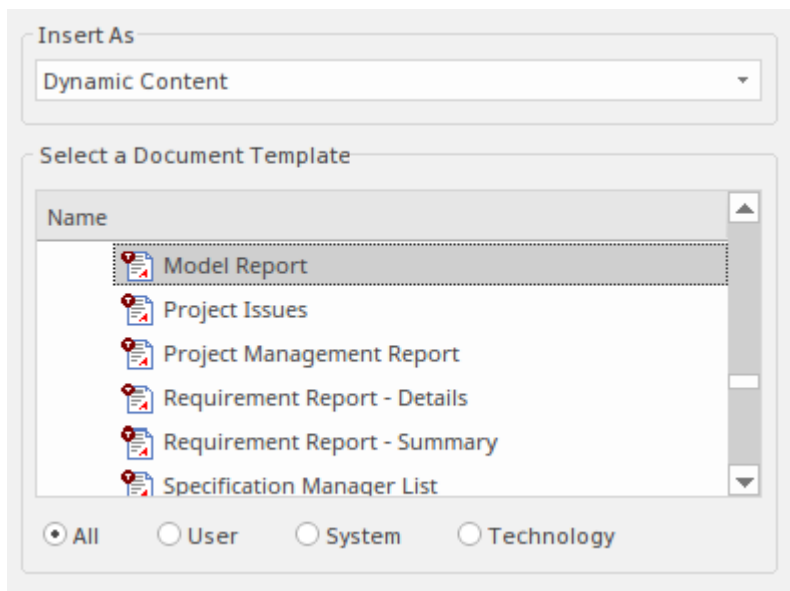 Insert As
Dynamic Content
Select a Document Template
Name
Model Report
Project Issues
Project Management Report
Requirement Report - Details
Requirement Report - Summary
Specification Manager List
All User System Technology